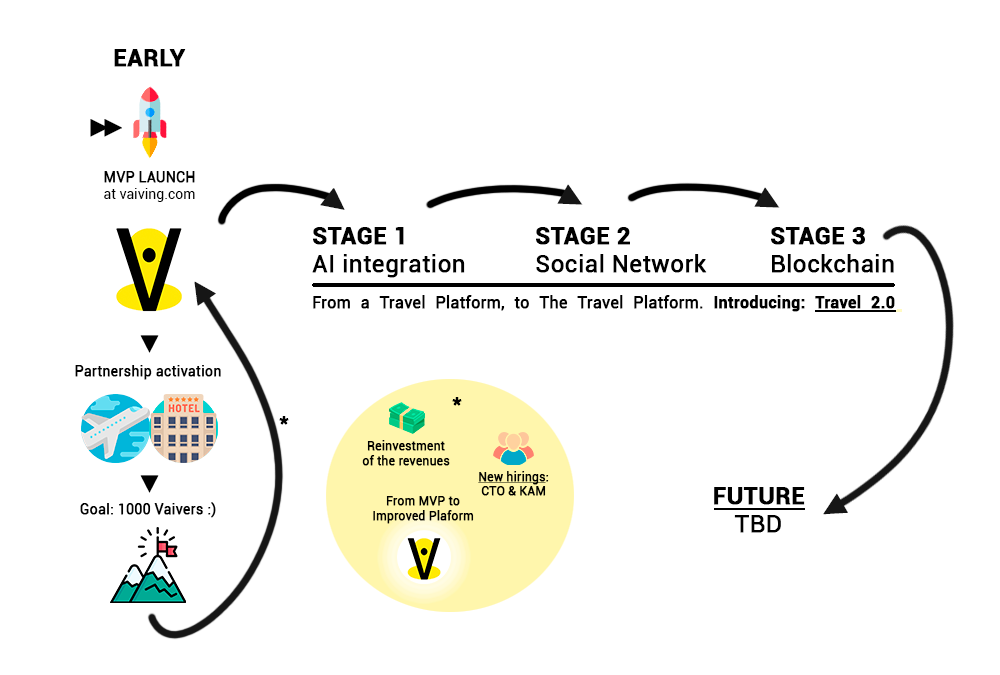 EARLY
MVP LAUNCH
at vaiving.com
Partnership activation
HOTEL
Goal: 1000 Vaivers :)
*
STAGE 1
AI integration
STAGE 2
Social Network
STAGE 3
Blockchain
From a Travel Platform, to The Travel Platform. Introducing: Travel 2.0
*
Reinvestment
of the revenues
New hirings:
CTO & KAM
From MVP to
Improved Plaform
FUTURE
TBD